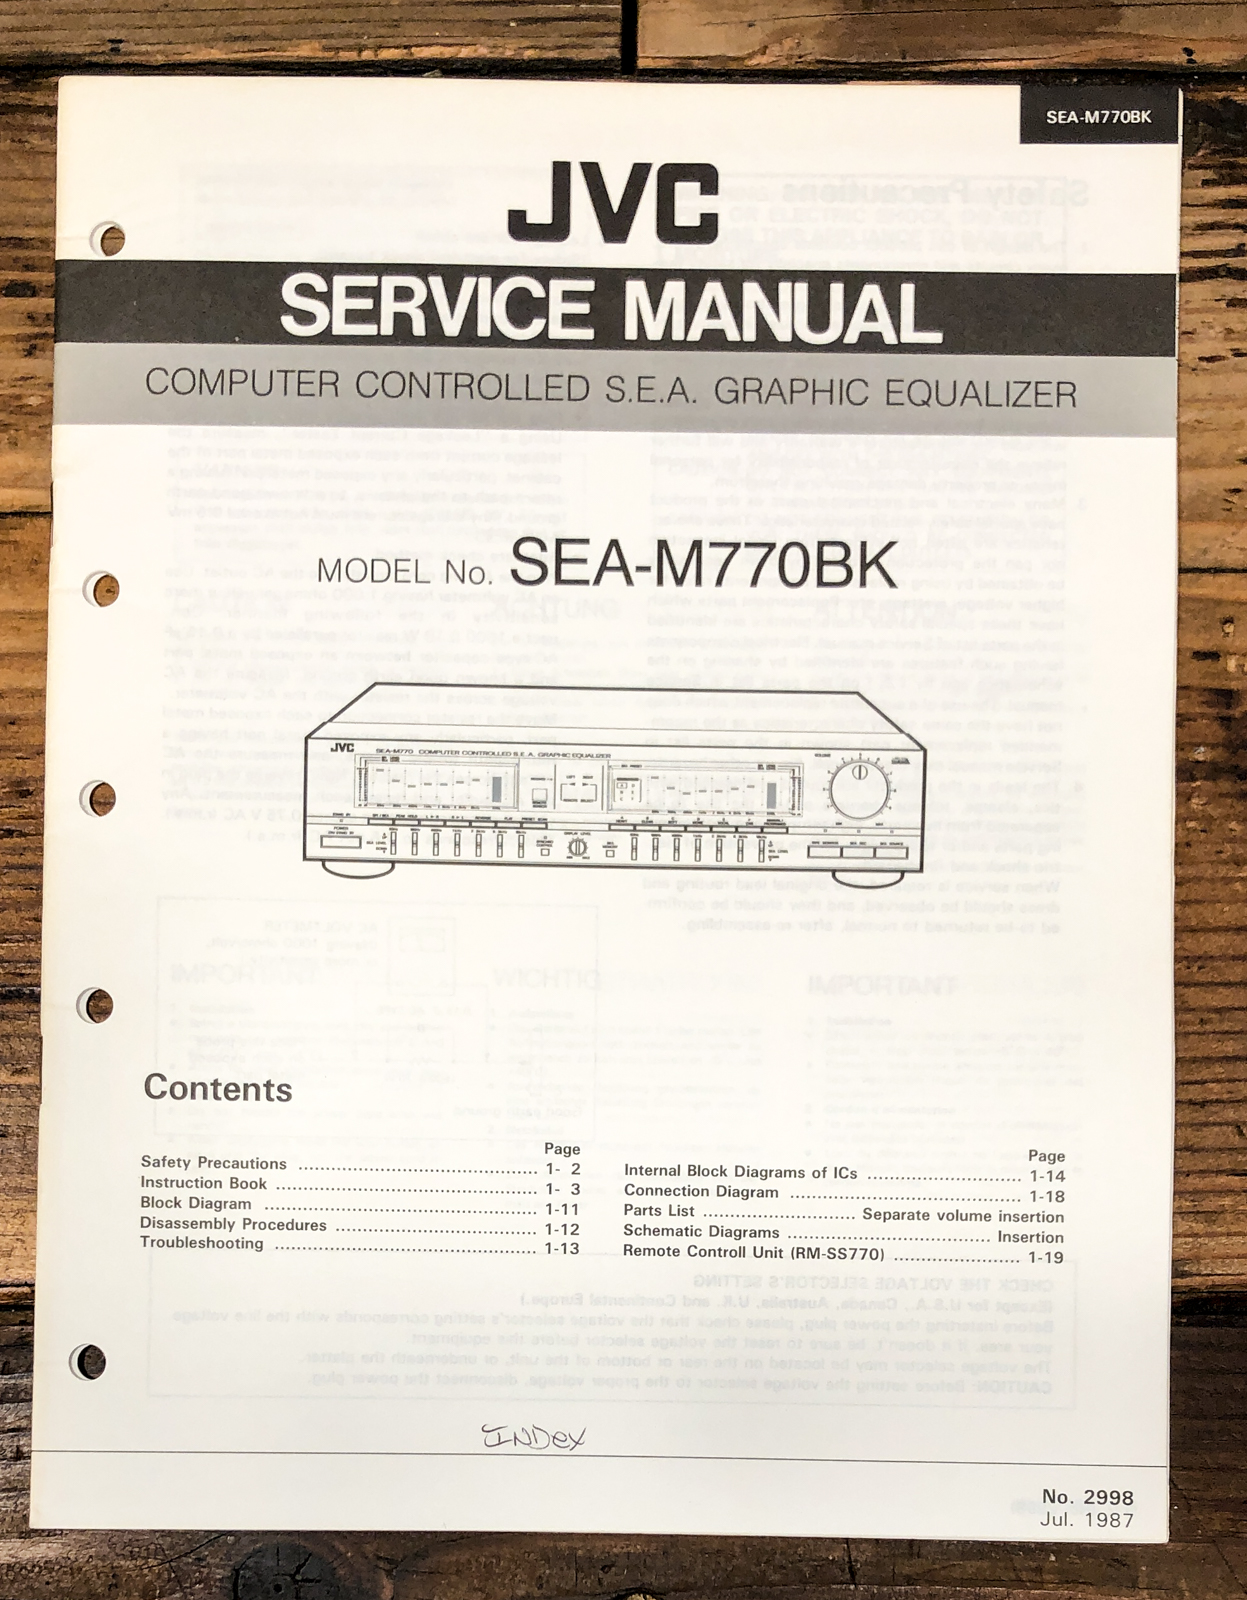 SEA-M770BK
JVC
SERVICE MANUAL
COMPUTER CONTROLLED S.E.A. GRAPHIC EQUALIZER
MODEL No. SEA-M770BK
JVC
SEA-M770 COMPUTER CONTROLLED S.E.A. GRAPHIC EQUALIZER
VOLUME
Contents
Page
Safety Precautions ........................................ 1- 2
Instruction Book ............................................ 1- 3
Block Diagram .............................................. 1-11
Disassembly Procedures ............................... 1-12
Troubleshooting ............................................ 1-13
Page
Internal Block Diagrams of ICs .......................... 1-14
Connection Diagram ...................................... 1-18
Parts List .......................... Separate volume insertion
Schematic Diagrams .................................. Insertion
Remote Controll Unit (RM-SS770) ..................... 1-19
INDex
No. 2998
Jul. 1987